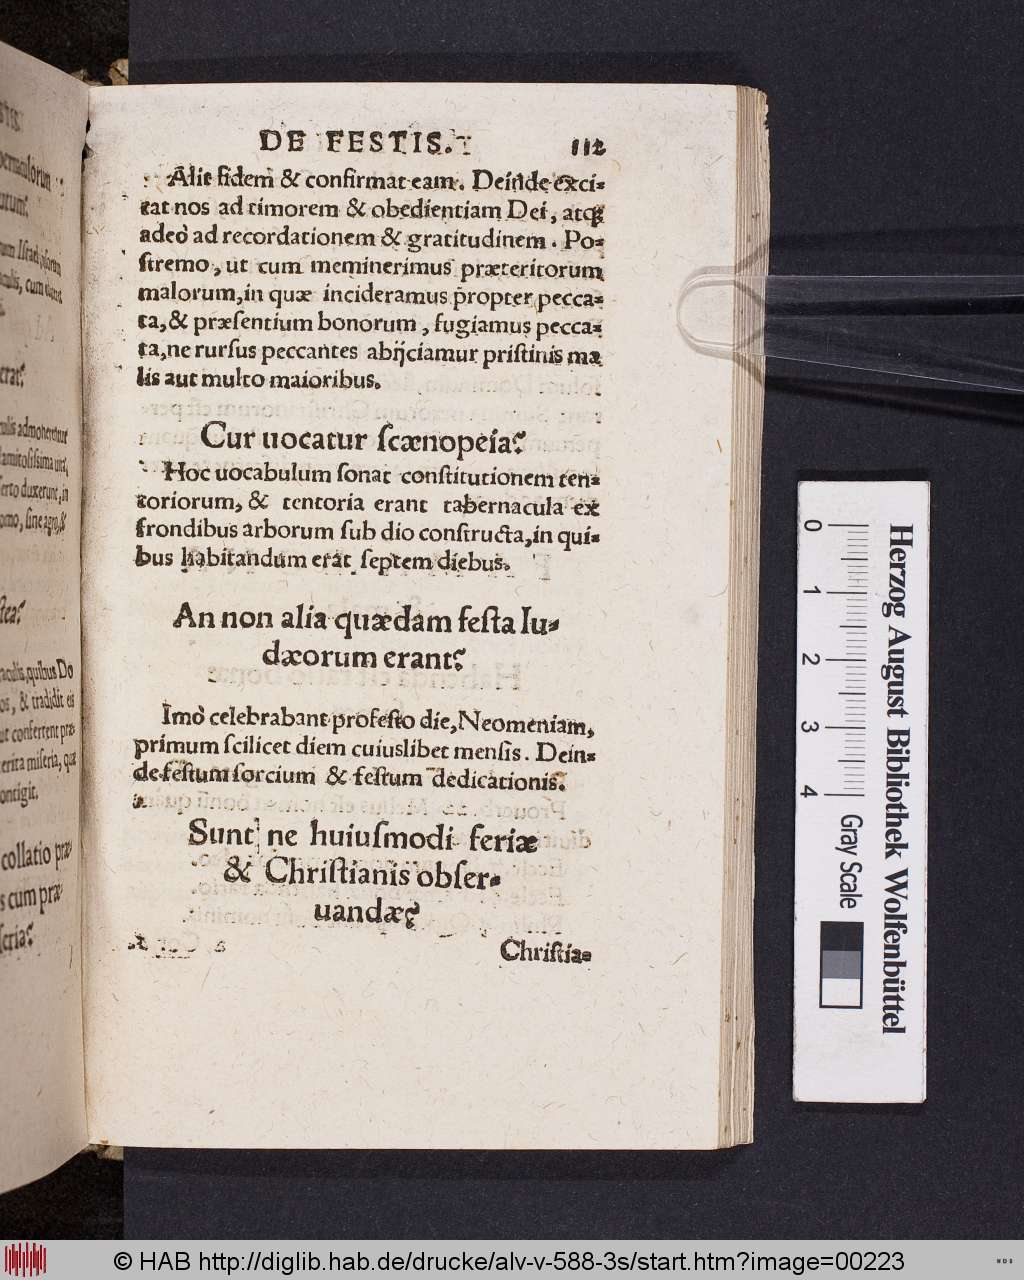 DE FESTIS. 112
Alit fidem & confirmat eam. Deinde exci-
tat nos ad timorem & obedientiam Dei, atq;
adeò ad recordationem & gratitudinem. Po-
ſtremo, ut cum meminerimus præteritorum
malorum, in quæ incideramus propter pecca-
ta, & præſentium bonorum, fugiamus pecca-
ta, ne rurſus peccantes abijciamur priſtinis ma
lis aut multo maioribus.
Cur uocatur ſcænopeia?
Hoc uocabulum ſonat conſtitutionem ten-
toriorum, & tentoria erant tabernacula ex
frondibus arborum ſub dio conſtructa, in qui-
bus habitandum erat ſeptem diebus.
An non alia quædam feſta Iu-
dæorum erant?
Imò celebrabant profeſto die, Neomeniam,
primum ſcilicet diem cuiuslibet menſis. Dein-
de feſtum ſorcium & feſtum dedicationis.
Sunt ne huiuſmodi feriæ
& Chriſtianis obſer-
uandæ?
Chriſtia-
Herzog August Bibliothek Wolfenbüttel
0 1 2 3 4 Gray Scale
© HAB http://diglib.hab.de/drucke/alv-v-588-3s/start.htm?image=00223